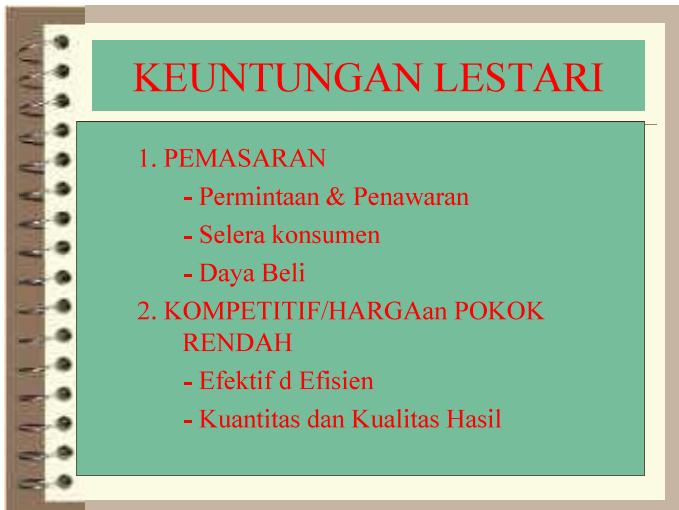 KEUNTUNGAN LESTARI
1. PEMASARAN
- Permintaan & Penawaran
- Selera konsumen
- Daya Beli
2. KOMPETITIF/HARGAan POKOK
RENDAH
- Efektif d Efisien
- Kuantitas dan Kualitas Hasil